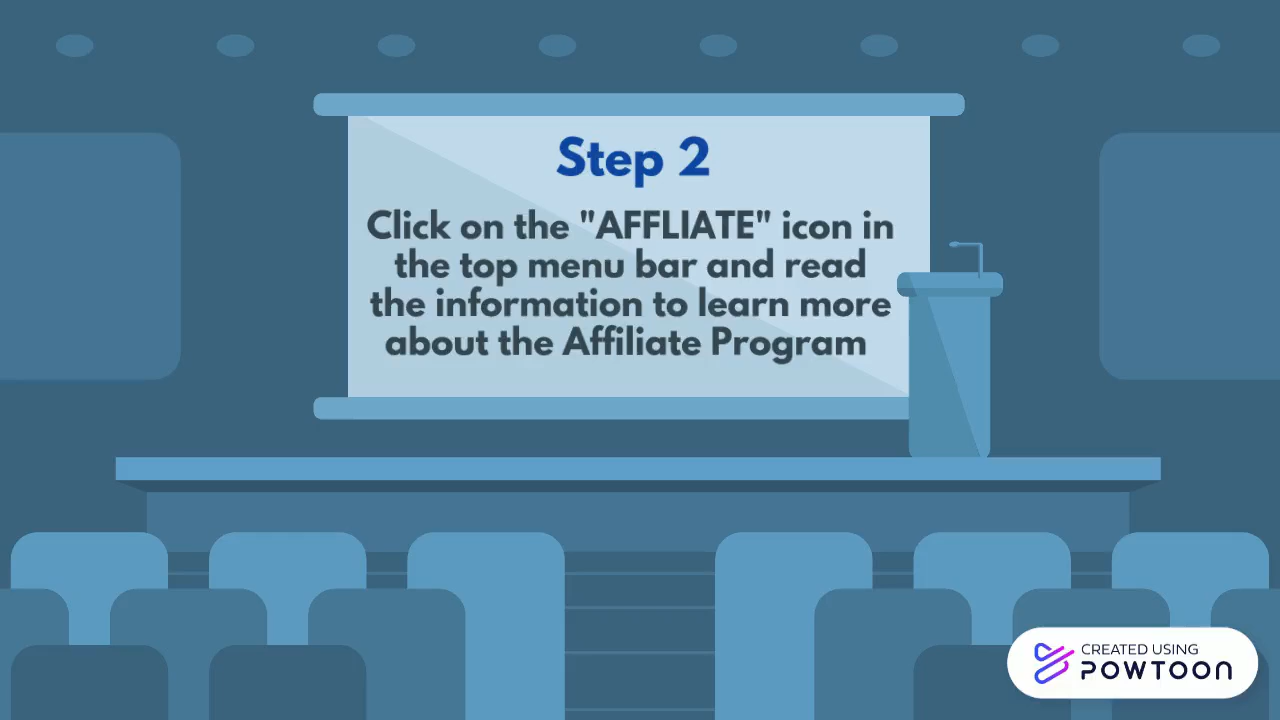 Step 2
Click on the "AFFLIATE" icon in
the top menu bar and read
the information to learn more
about the Affiliate Program
CREATED USING
POWTOON